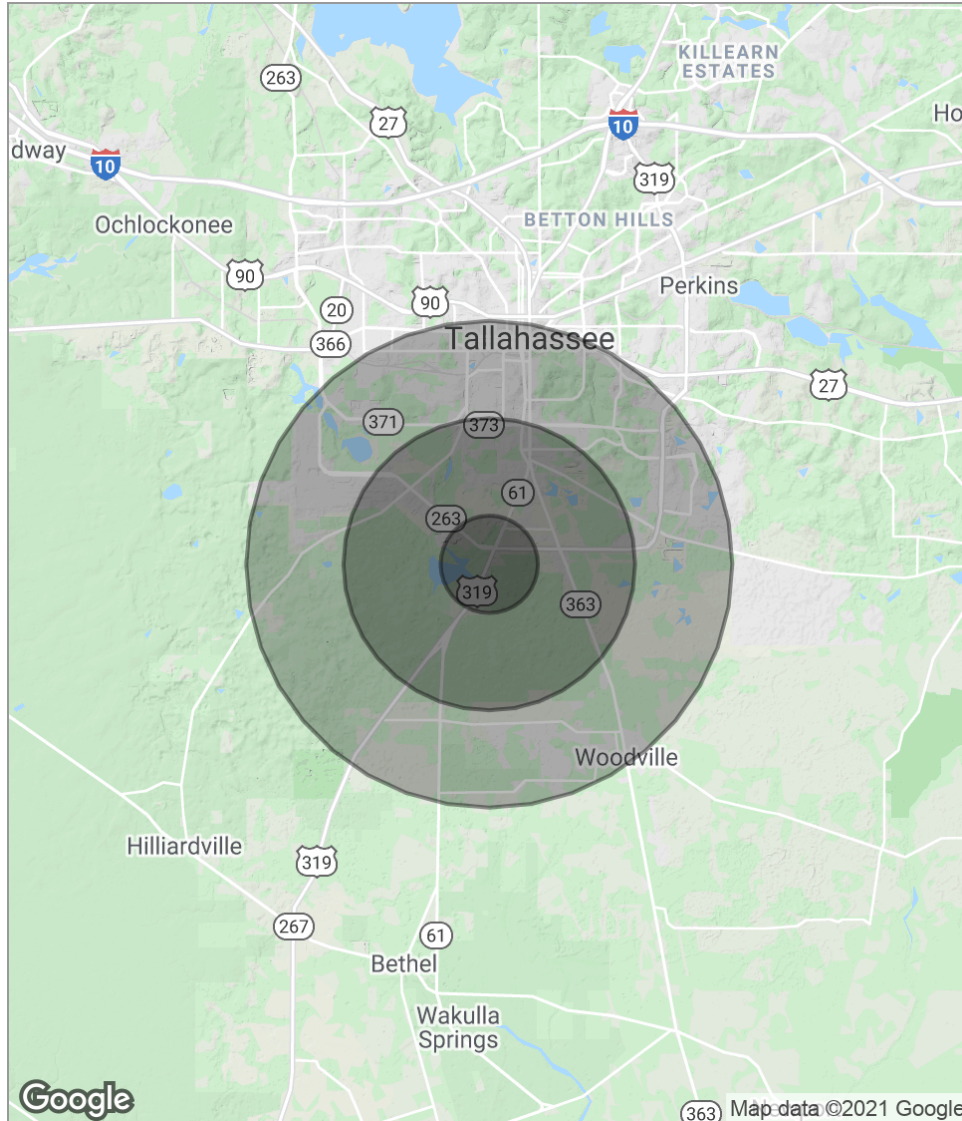 KILLEARN
ESTATES
263
27
10
Ho
dway
10
319
Ochlockonee
BETTON HILLS
90
Perkins
20
90
Tallahassee
366
27
371
373
61
263
319
363
Woodville
Hilliardville
319
267
61
Bethel
Wakulla
Springs
Google
363
Map data ©2021 Google